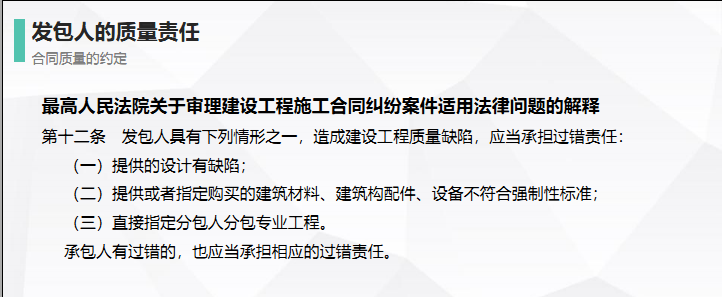 发包人的质量责任
合同质量的约定
最高人民法院关于审理建设工程施工合同纠纷案件适用法律问题的解释
第十二条　发包人具有下列情形之一，造成建设工程质量缺陷，应当承担过错责任：
（一）提供的设计有缺陷；
（二）提供或者指定购买的建筑材料、建筑构配件、设备不符合强制性标准；
（三）直接指定分包人分包专业工程。
承包人有过错的，也应当承担相应的过错责任。